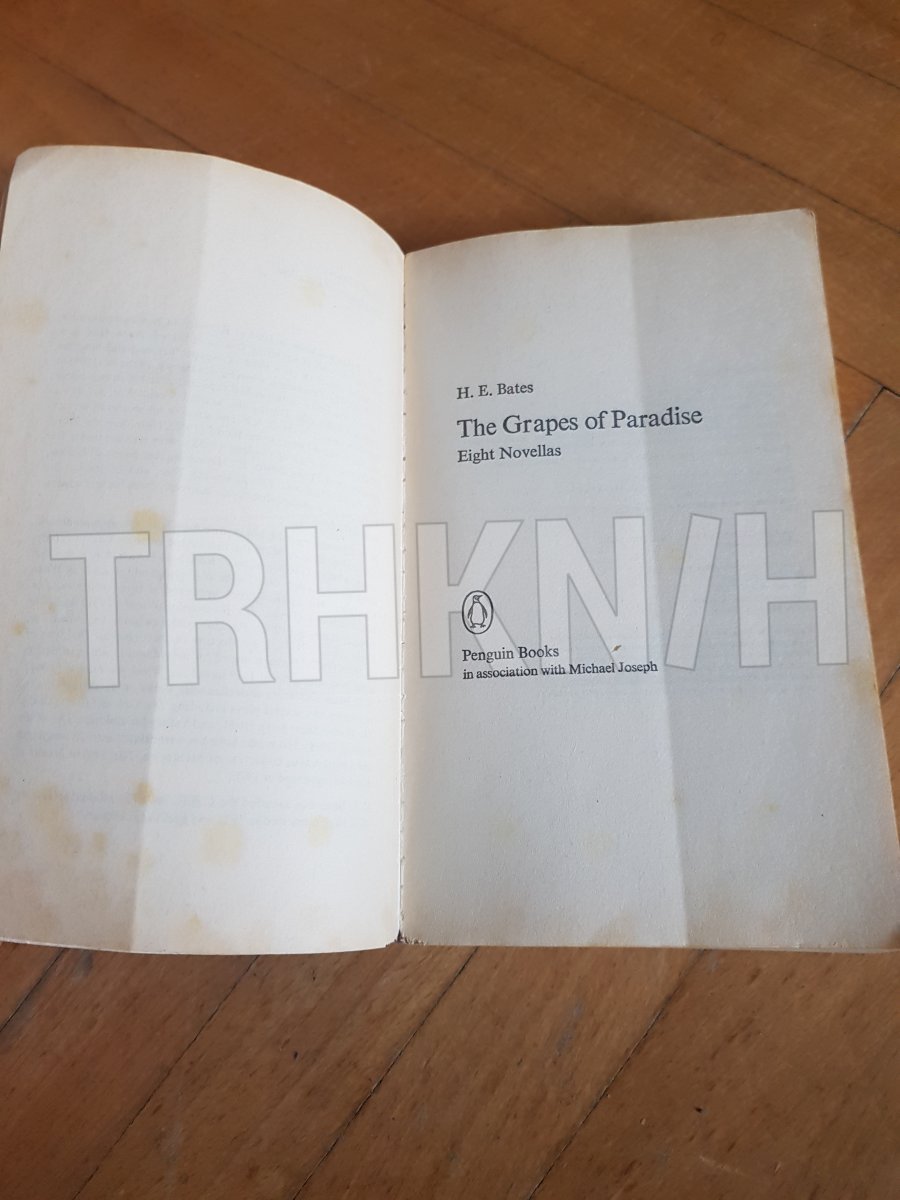 H. E. Bates
The Grapes of Paradise
Eight Novellas
TRHKN/H
Penguin Books
in association with Michael Joseph